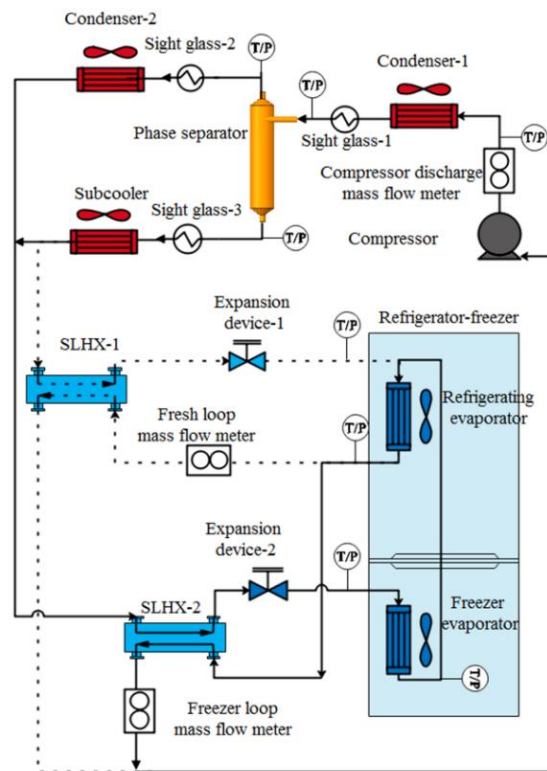 Condenser-2
Sight glass-2
T/P
Condenser-1
T/P
Phase separator
Sight glass-1
T/P
Compressor discharge
mass flow meter
Subcooler
Sight glass-3
T/P
Compressor
Expansion
device-1
T/P
Refrigerator-freezer
SLHX-1
Refrigerating
evaporator
Fresh loop
mass flow meter
T/P
Expansion
device-2
T/P
SLHX-2
Freezer
evaporator
T/P
Freezer loop
mass flow meter